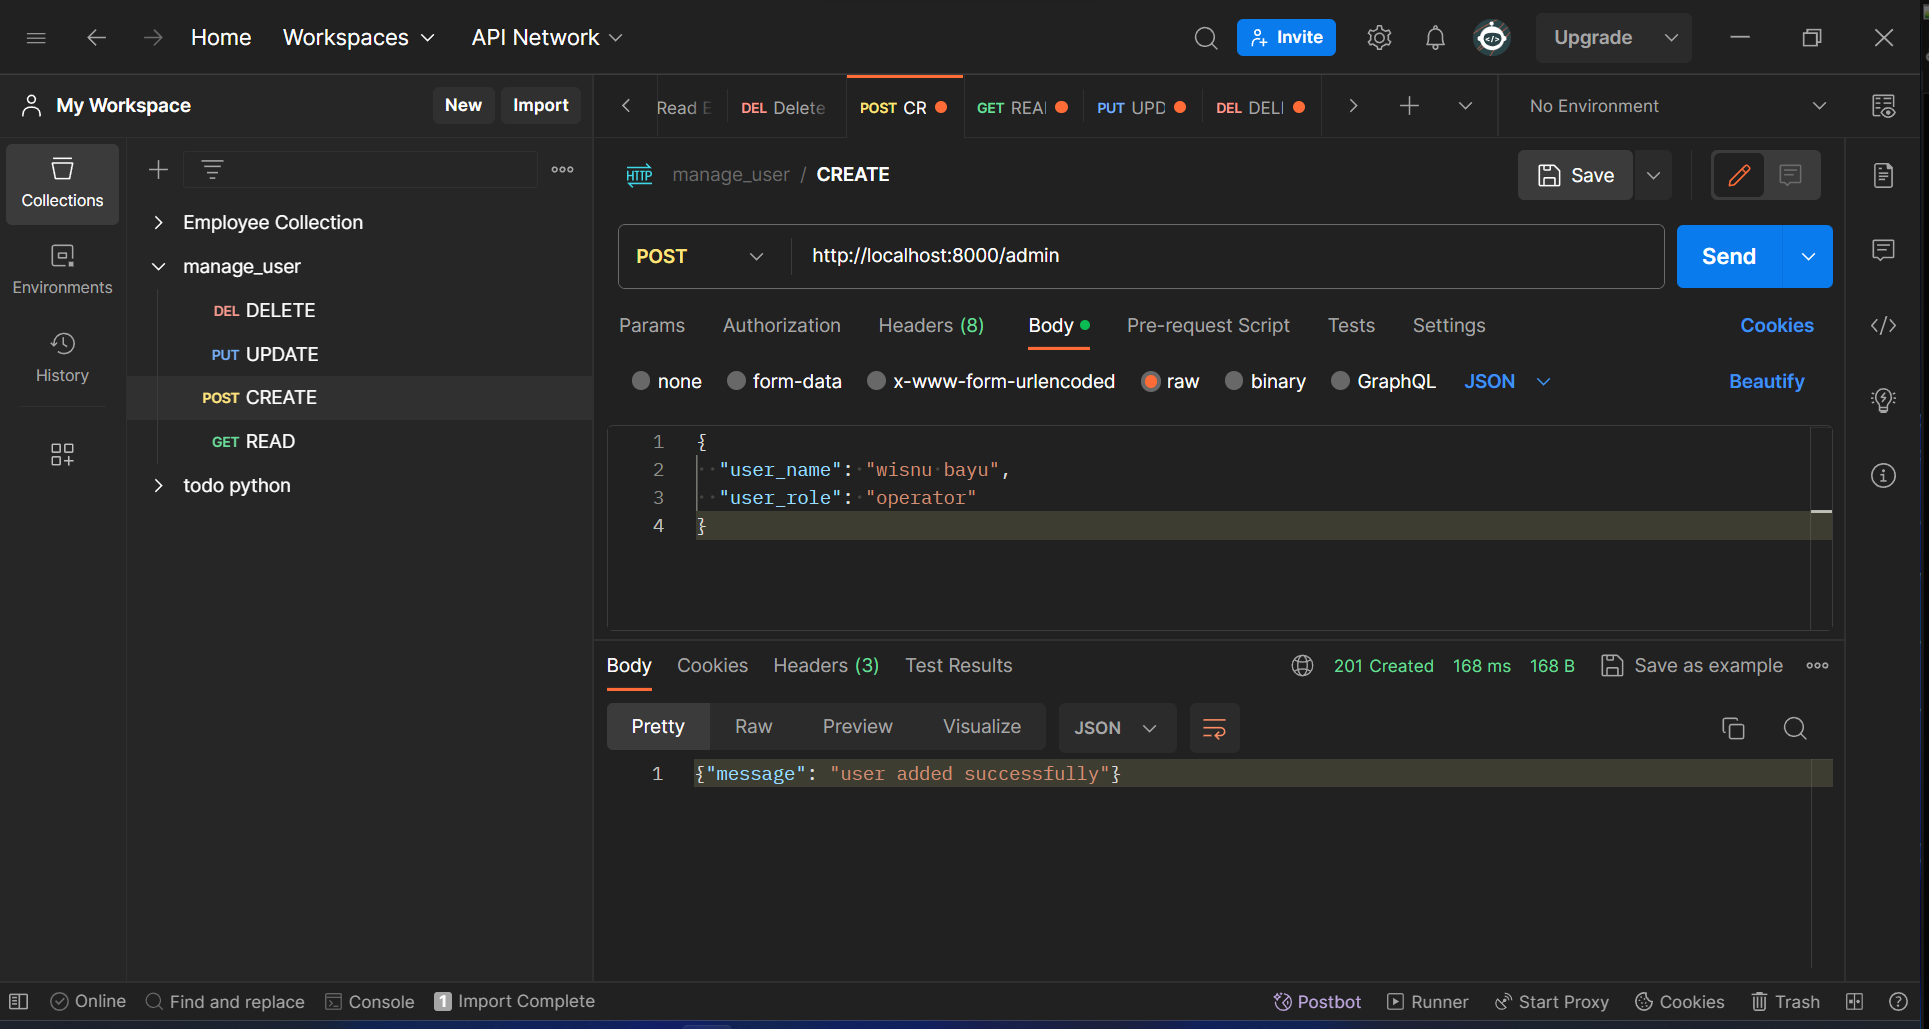 Home Workspaces API Network Invite Upgrade
My Workspace New Import
Read E DEL Delete POST CR GET REA PUT UPD DEL DEL No Environment
Collections
Environments
History
Employee Collection
manage_user
DEL DELETE
PUT UPDATE
POST CREATE
GET READ
todo python
HTTP manage_user / CREATE Save
POST http://localhost:8000/admin Send
Params Authorization Headers (8) Body Pre-request Script Tests Settings Cookies
none form-data x-www-form-urlencoded raw binary GraphQL JSON Beautify
1 {
2 "user_name": "wisnu bayu",
3 "user_role": "operator"
4 }
Body Cookies Headers (3) Test Results 201 Created 168 ms 168 B Save as example
Pretty Raw Preview Visualize JSON
1 {"message": "user added successfully"}
Online Find and replace Console 1 Import Complete Postbot Runner Start Proxy Cookies Trash